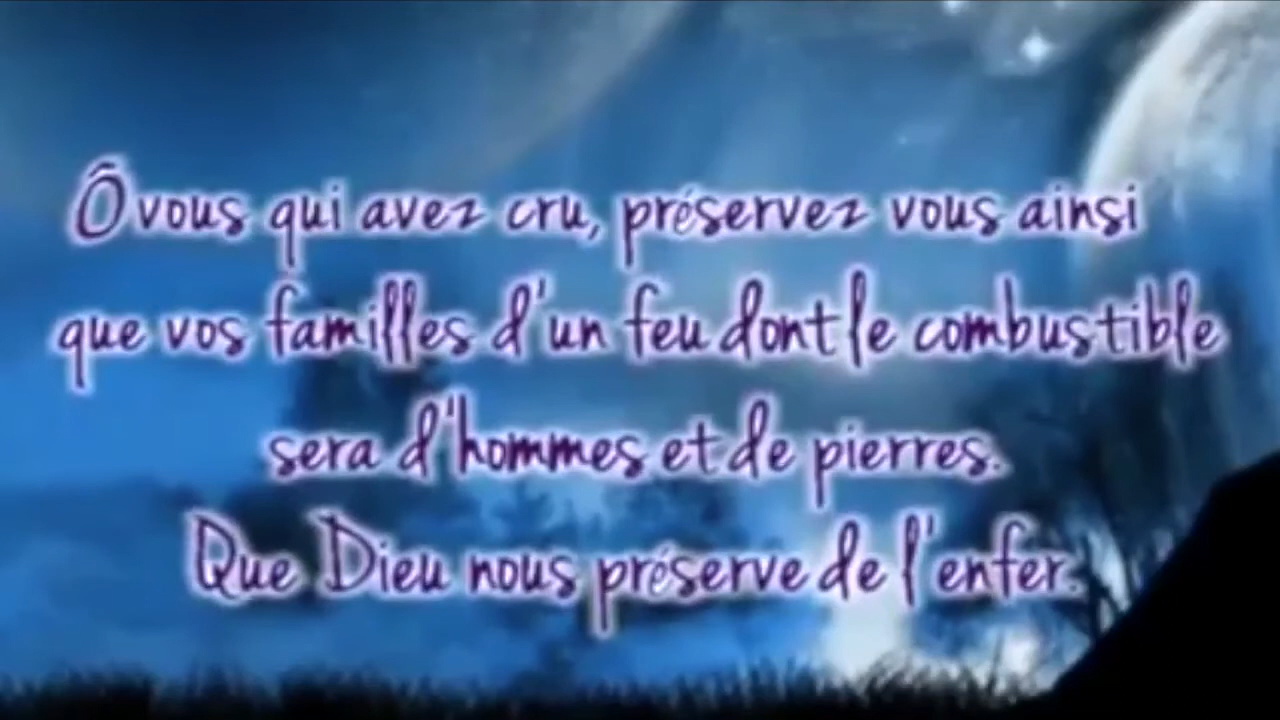 Ô vous qui avez cru, préservez vous ainsi
que vos familles d'un feu dont le combustible
sera d'hommes et de pierres.
Que Dieu nous préserve de l'enfer.